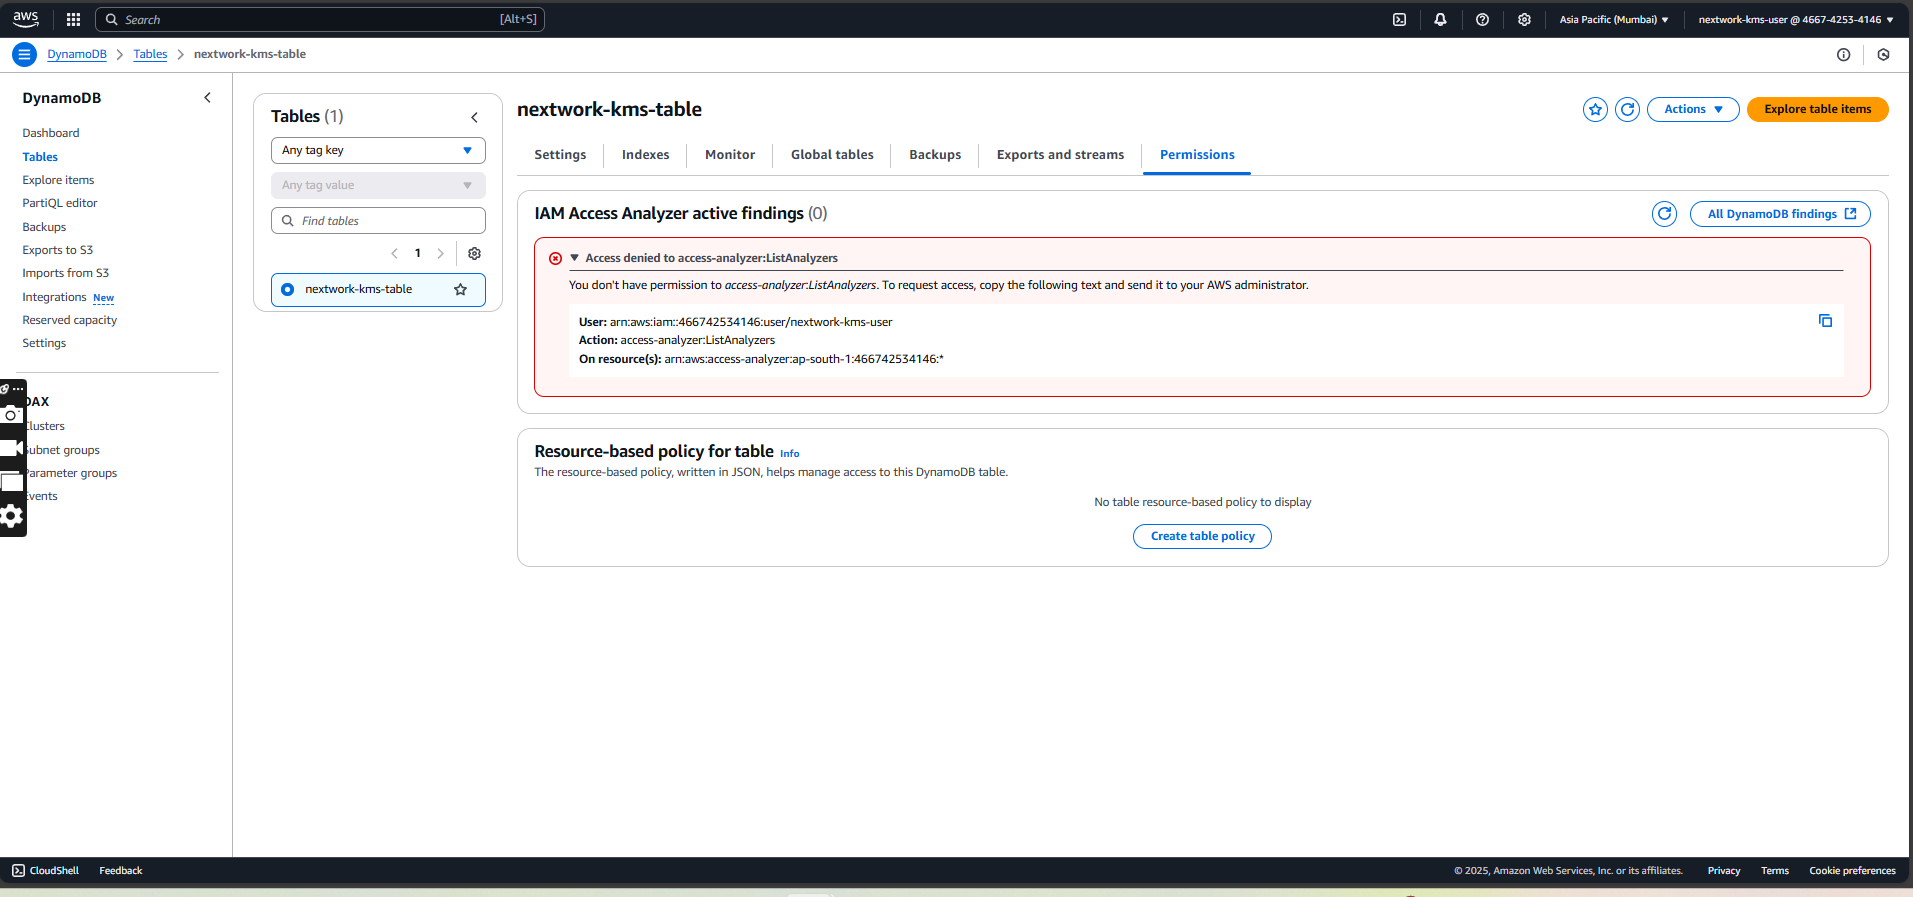 aws
Search
[Alt+S]
Asia Pacific (Mumbai)
nextwork-kms-user @ 4667-4253-4146
DynamoDB
Tables
nextwork-kms-table
DynamoDB
Dashboard
Tables
Explore items
PartiQL editor
Backups
Exports to S3
Imports from S3
Integrations New
Reserved capacity
Settings
DAX
Clusters
Subnet groups
Parameter groups
Events
Tables (1)
Any tag key
Any tag value
Find tables
1
nextwork-kms-table
nextwork-kms-table
Actions
Explore table items
Settings
Indexes
Monitor
Global tables
Backups
Exports and streams
Permissions
IAM Access Analyzer active findings (0)
All DynamoDB findings
Access denied to access-analyzer:ListAnalyzers
You don't have permission to access-analyzer:ListAnalyzers. To request access, copy the following text and send it to your AWS administrator.
User: arn:aws:iam::466742534146:user/nextwork-kms-user
Action: access-analyzer:ListAnalyzers
On resource(s): arn:aws:access-analyzer:ap-south-1:466742534146:*
Resource-based policy for table Info
The resource-based policy, written in JSON, helps manage access to this DynamoDB table.
No table resource-based policy to display
Create table policy
CloudShell
Feedback
© 2025, Amazon Web Services, Inc. or its affiliates.
Privacy
Terms
Cookie preferences